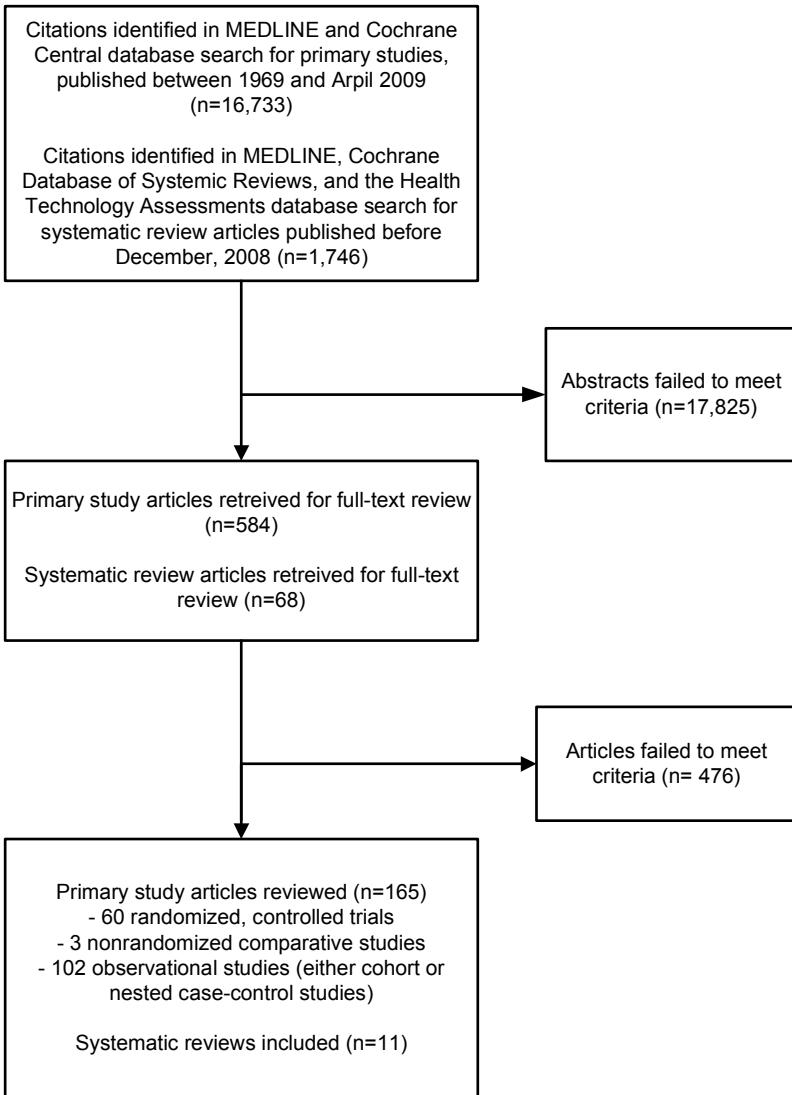 Citations identified in MEDLINE and Cochrane
Central database search for primary studies,
published between 1969 and Arpil 2009
(n=16,733)
Citations identified in MEDLINE, Cochrane
Database of Systemic Reviews, and the Health
Technology Assessments database search for
systematic review articles published before
December, 2008 (n=1,746)
Abstracts failed to meet
criteria (n=17,825)
Primary study articles retreived for full-text review
(n=584)
Systematic review articles retreived for full-text
review (n=68)
Articles failed to meet
criteria (n= 476)
Primary study articles reviewed (n=165)
- 60 randomized, controlled trials
- 3 nonrandomized comparative studies
- 102 observational studies (either cohort or
nested case-control studies)
Systematic reviews included (n=11)